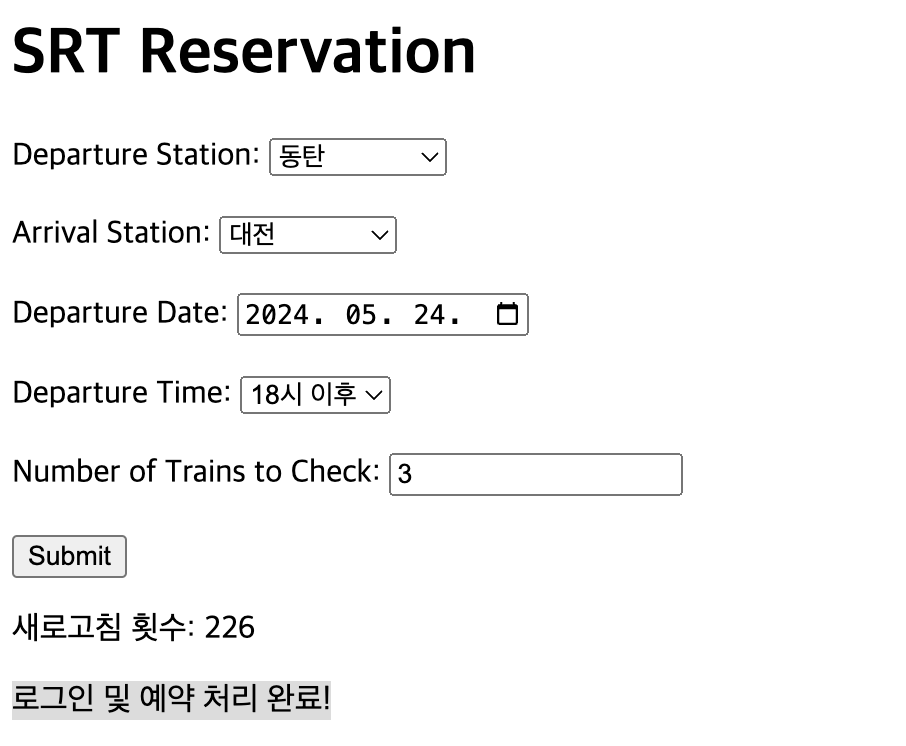 SRT Reservation
Departure Station: 동탄
Arrival Station: 대전
Departure Date: 2024. 05. 24.
Departure Time: 18시 이후
Number of Trains to Check: 3
Submit
새로고침 횟수: 226
로그인 및 예약 처리 완료!